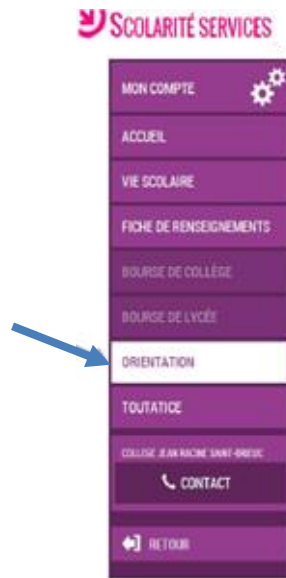 SCOLARITÉ SERVICES
MON COMPTE
ACCUEIL
VIE SCOLAIRE
FICHE DE RENSEIGNEMENTS
BOURSE DE COLLÈGE
BOURSE DE LYCÉE
ORIENTATION
TOUTATICE
COLLEGE JEAN RACINE SAINT-BRIEUC
CONTACT
RETOUR